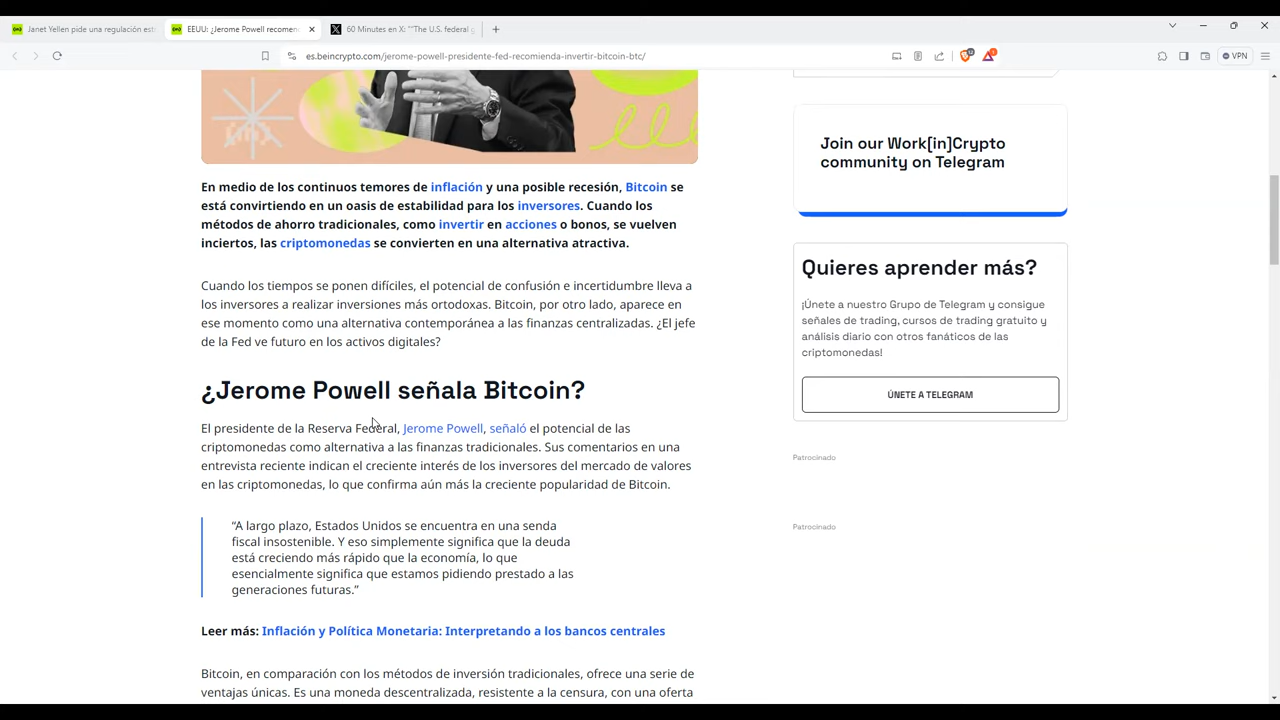 Janet Yellen pide una regulación est
EEUU: ¿Jerome Powell recomen
60 Minutos en X: "“The U.S. federal g
es.beincrypto.com/jerome-powell-presidente-fed-recomienda-invertir-bitcoin-btc/
VPN
En medio de los continuos temores de inflación y una posible recesión, Bitcoin se
está convirtiendo en un oasis de estabilidad para los inversores. Cuando los
métodos de ahorro tradicionales, como invertir en acciones o bonos, se vuelven
inciertos, las criptomonedas se convierten en una alternativa atractiva.
Cuando los tiempos se ponen difíciles, el potencial de confusión e incertidumbre lleva a
los inversores a realizar inversiones más ortodoxas. Bitcoin, por otro lado, aparece en
ese momento como una alternativa contemporánea a las finanzas centralizadas. ¿El jefe
de la Fed ve futuro en los activos digitales?
¿Jerome Powell señala Bitcoin?
El presidente de la Reserva Federal, Jerome Powell, señaló el potencial de las
criptomonedas como alternativa a las finanzas tradicionales. Sus comentarios en una
entrevista reciente indican el creciente interés de los inversores del mercado de valores
en las criptomonedas, lo que confirma aún más la creciente popularidad de Bitcoin.
“A largo plazo, Estados Unidos se encuentra en una senda
fiscal insostenible. Y eso simplemente significa que la deuda
está creciendo más rápido que la economía, lo que
esencialmente significa que estamos pidiendo prestado a las
generaciones futuras.”
Leer más: Inflación y Política Monetaria: Interpretando a los bancos centrales
Bitcoin, en comparación con los métodos de inversión tradicionales, ofrece una serie de
ventajas únicas. Es una moneda descentralizada, resistente a la censura, con una oferta
Join our Work[in]Crypto
community on Telegram
Quieres aprender más?
¡Únete a nuestro Grupo de Telegram y consigue
señales de trading, cursos de trading gratuito y
análisis diario con otros fanáticos de las
criptomonedas!
ÚNETE A TELEGRAM
Patrocinado
Patrocinado